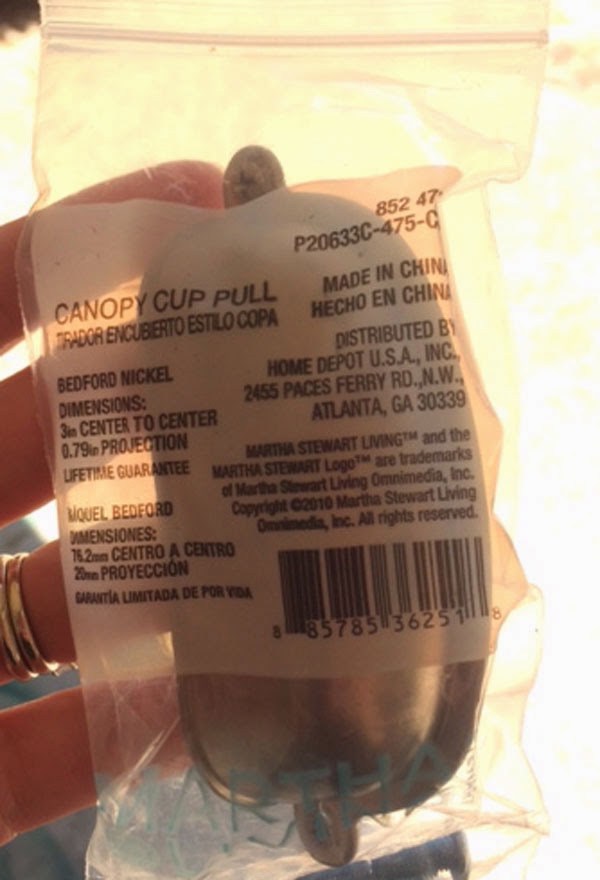 852 47
P20633C-475-C
MADE IN CHINA
HECHO EN CHINA
DISTRIBUTED BY
HOME DEPOT U.S.A., INC.,
2455 PACES FERRY RD.,N.W.,
ATLANTA, GA 30339
MARTHA STEWART LIVING™ and the
MARTHA STEWART Logo™ are trademarks
of Martha Stewart Living Omnimedia, Inc.
Copyright ©2010 Martha Stewart Living
Omnimedia, Inc. All rights reserved.
8 85785 36251 8
CANOPY CUP PULL
TIRADOR ENCUBIERTO ESTILO COPA
BEDFORD NICKEL
DIMENSIONS:
3in CENTER TO CENTER
0.79in PROJECTION
LIFETIME GUARANTEE
NIQUEL BEDFORD
DIMENSIONES:
76.2mm CENTRO A CENTRO
20mm PROYECCIÓN
GARANTÍA LIMITADA DE POR VIDA
MARTHA